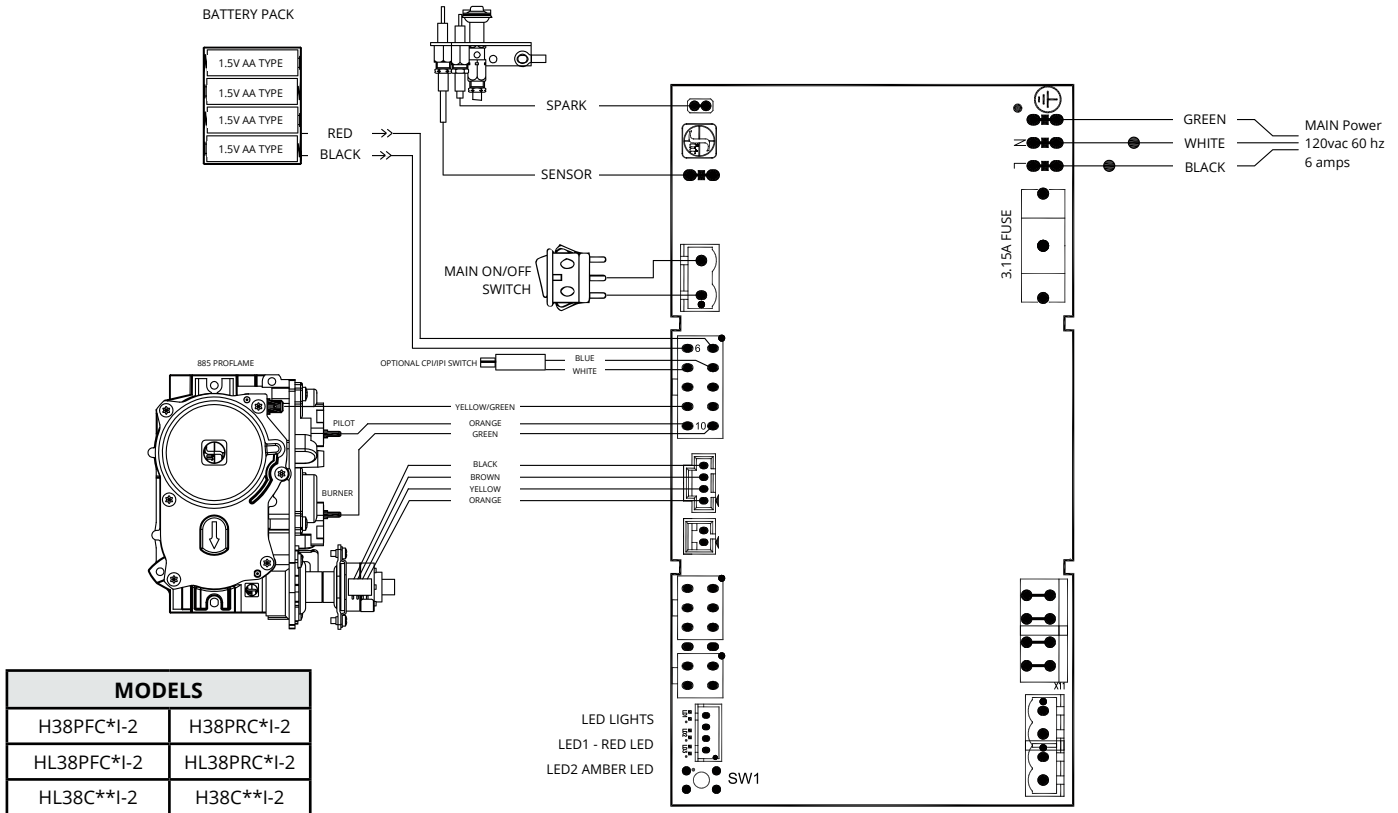 BATTERY PACK
1.5V AA TYPE
1.5V AA TYPE
1.5V AA TYPE
1.5V AA TYPE
RED
BLACK
SPARK
SENSOR
GREEN
WHITE
BLACK
MAIN Power
120vac 60 hz
6 amps
N
L
3.15A FUSE
MAIN ON/OFF
SWITCH
6
OPTIONAL CPI/IPI SWITCH
BLUE
WHITE
885 PROFLAME
YELLOW/GREEN
PILOT
ORANGE
GREEN
10
BLACK
BROWN
YELLOW
ORANGE
BURNER
X11
LED LIGHTS
LED1 - RED LED
LED2 AMBER LED
SW1
MODELS
H38PFC*I-2 H38PRC*I-2
HL38PFC*I-2 HL38PRC*I-2
HL38C**I-2 H38C**I-2